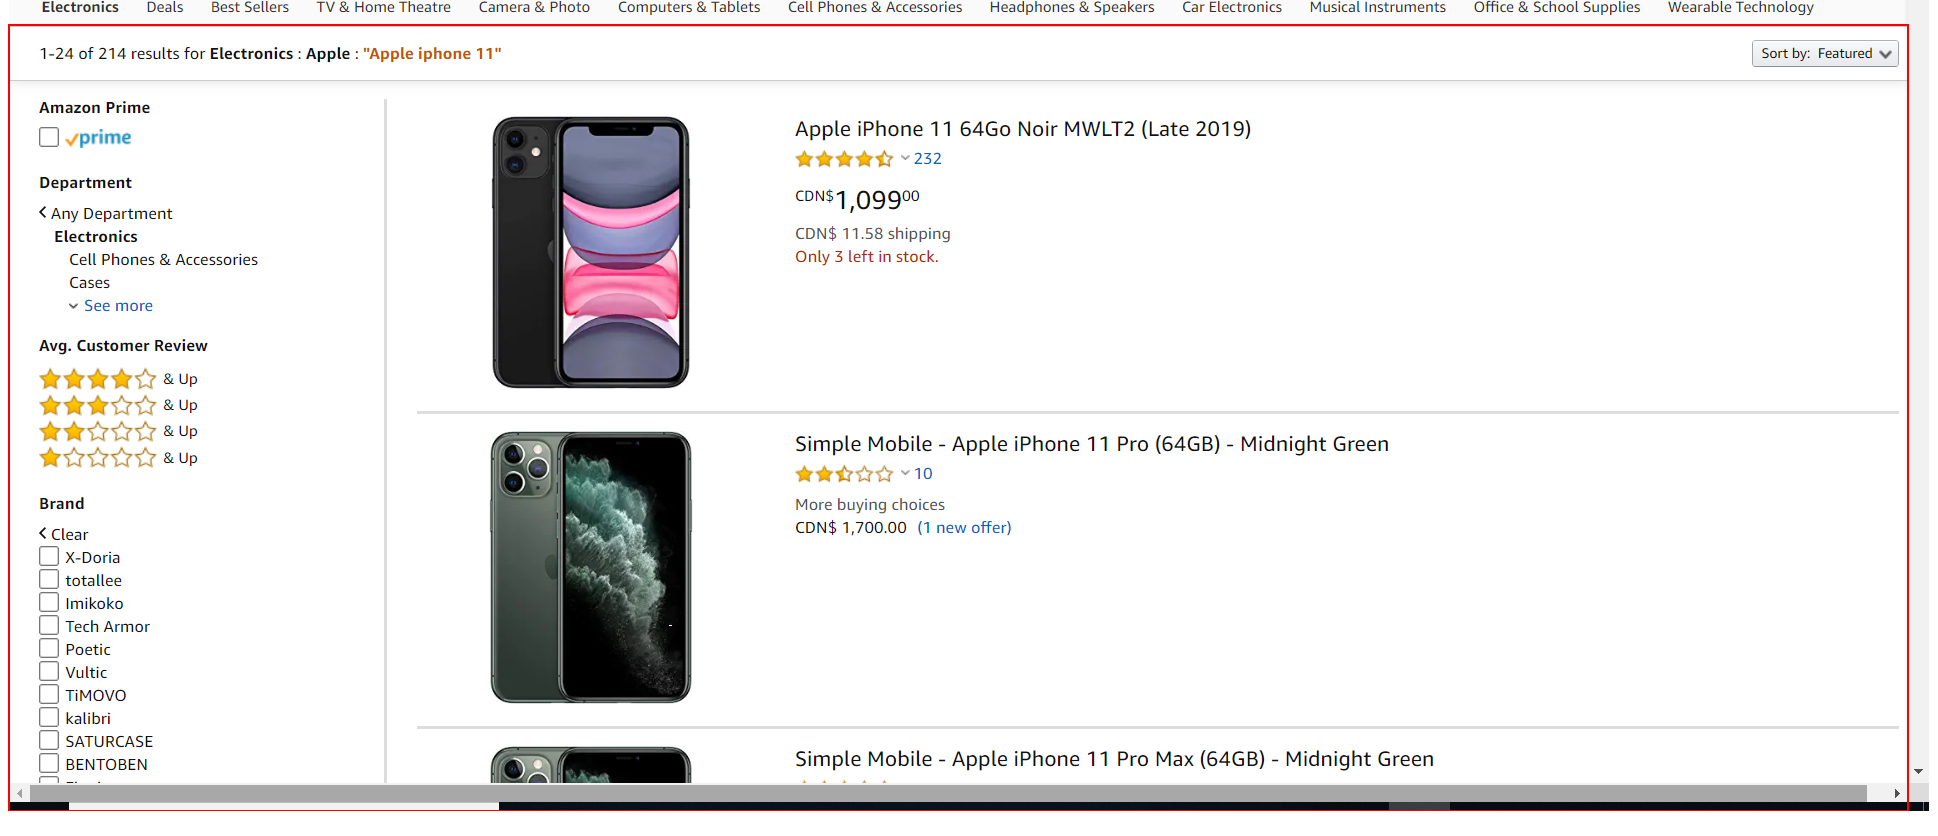 Electronics Deals Best Sellers TV & Home Theatre Camera & Photo Computers & Tablets Cell Phones & Accessories Headphones & Speakers Car Electronics Musical Instruments Office & School Supplies Wearable Technology
1-24 of 214 results for Electronics : Apple : "Apple iphone 11"
Sort by: Featured
Amazon Prime
prime
Department
Any Department
Electronics
Cell Phones & Accessories
Cases
See more
Avg. Customer Review
& Up
& Up
& Up
& Up
Brand
Clear
X-Doria
totallee
Imikoko
Tech Armor
Poetic
Vultic
TiMOVO
kalibri
SATURCASE
BENTOBEN
Apple iPhone 11 64Go Noir MWLT2 (Late 2019)
232
CDN$ 1,09900
CDN$ 11.58 shipping
Only 3 left in stock.
Simple Mobile - Apple iPhone 11 Pro (64GB) - Midnight Green
10
More buying choices
CDN$ 1,700.00 (1 new offer)
Simple Mobile - Apple iPhone 11 Pro Max (64GB) - Midnight Green